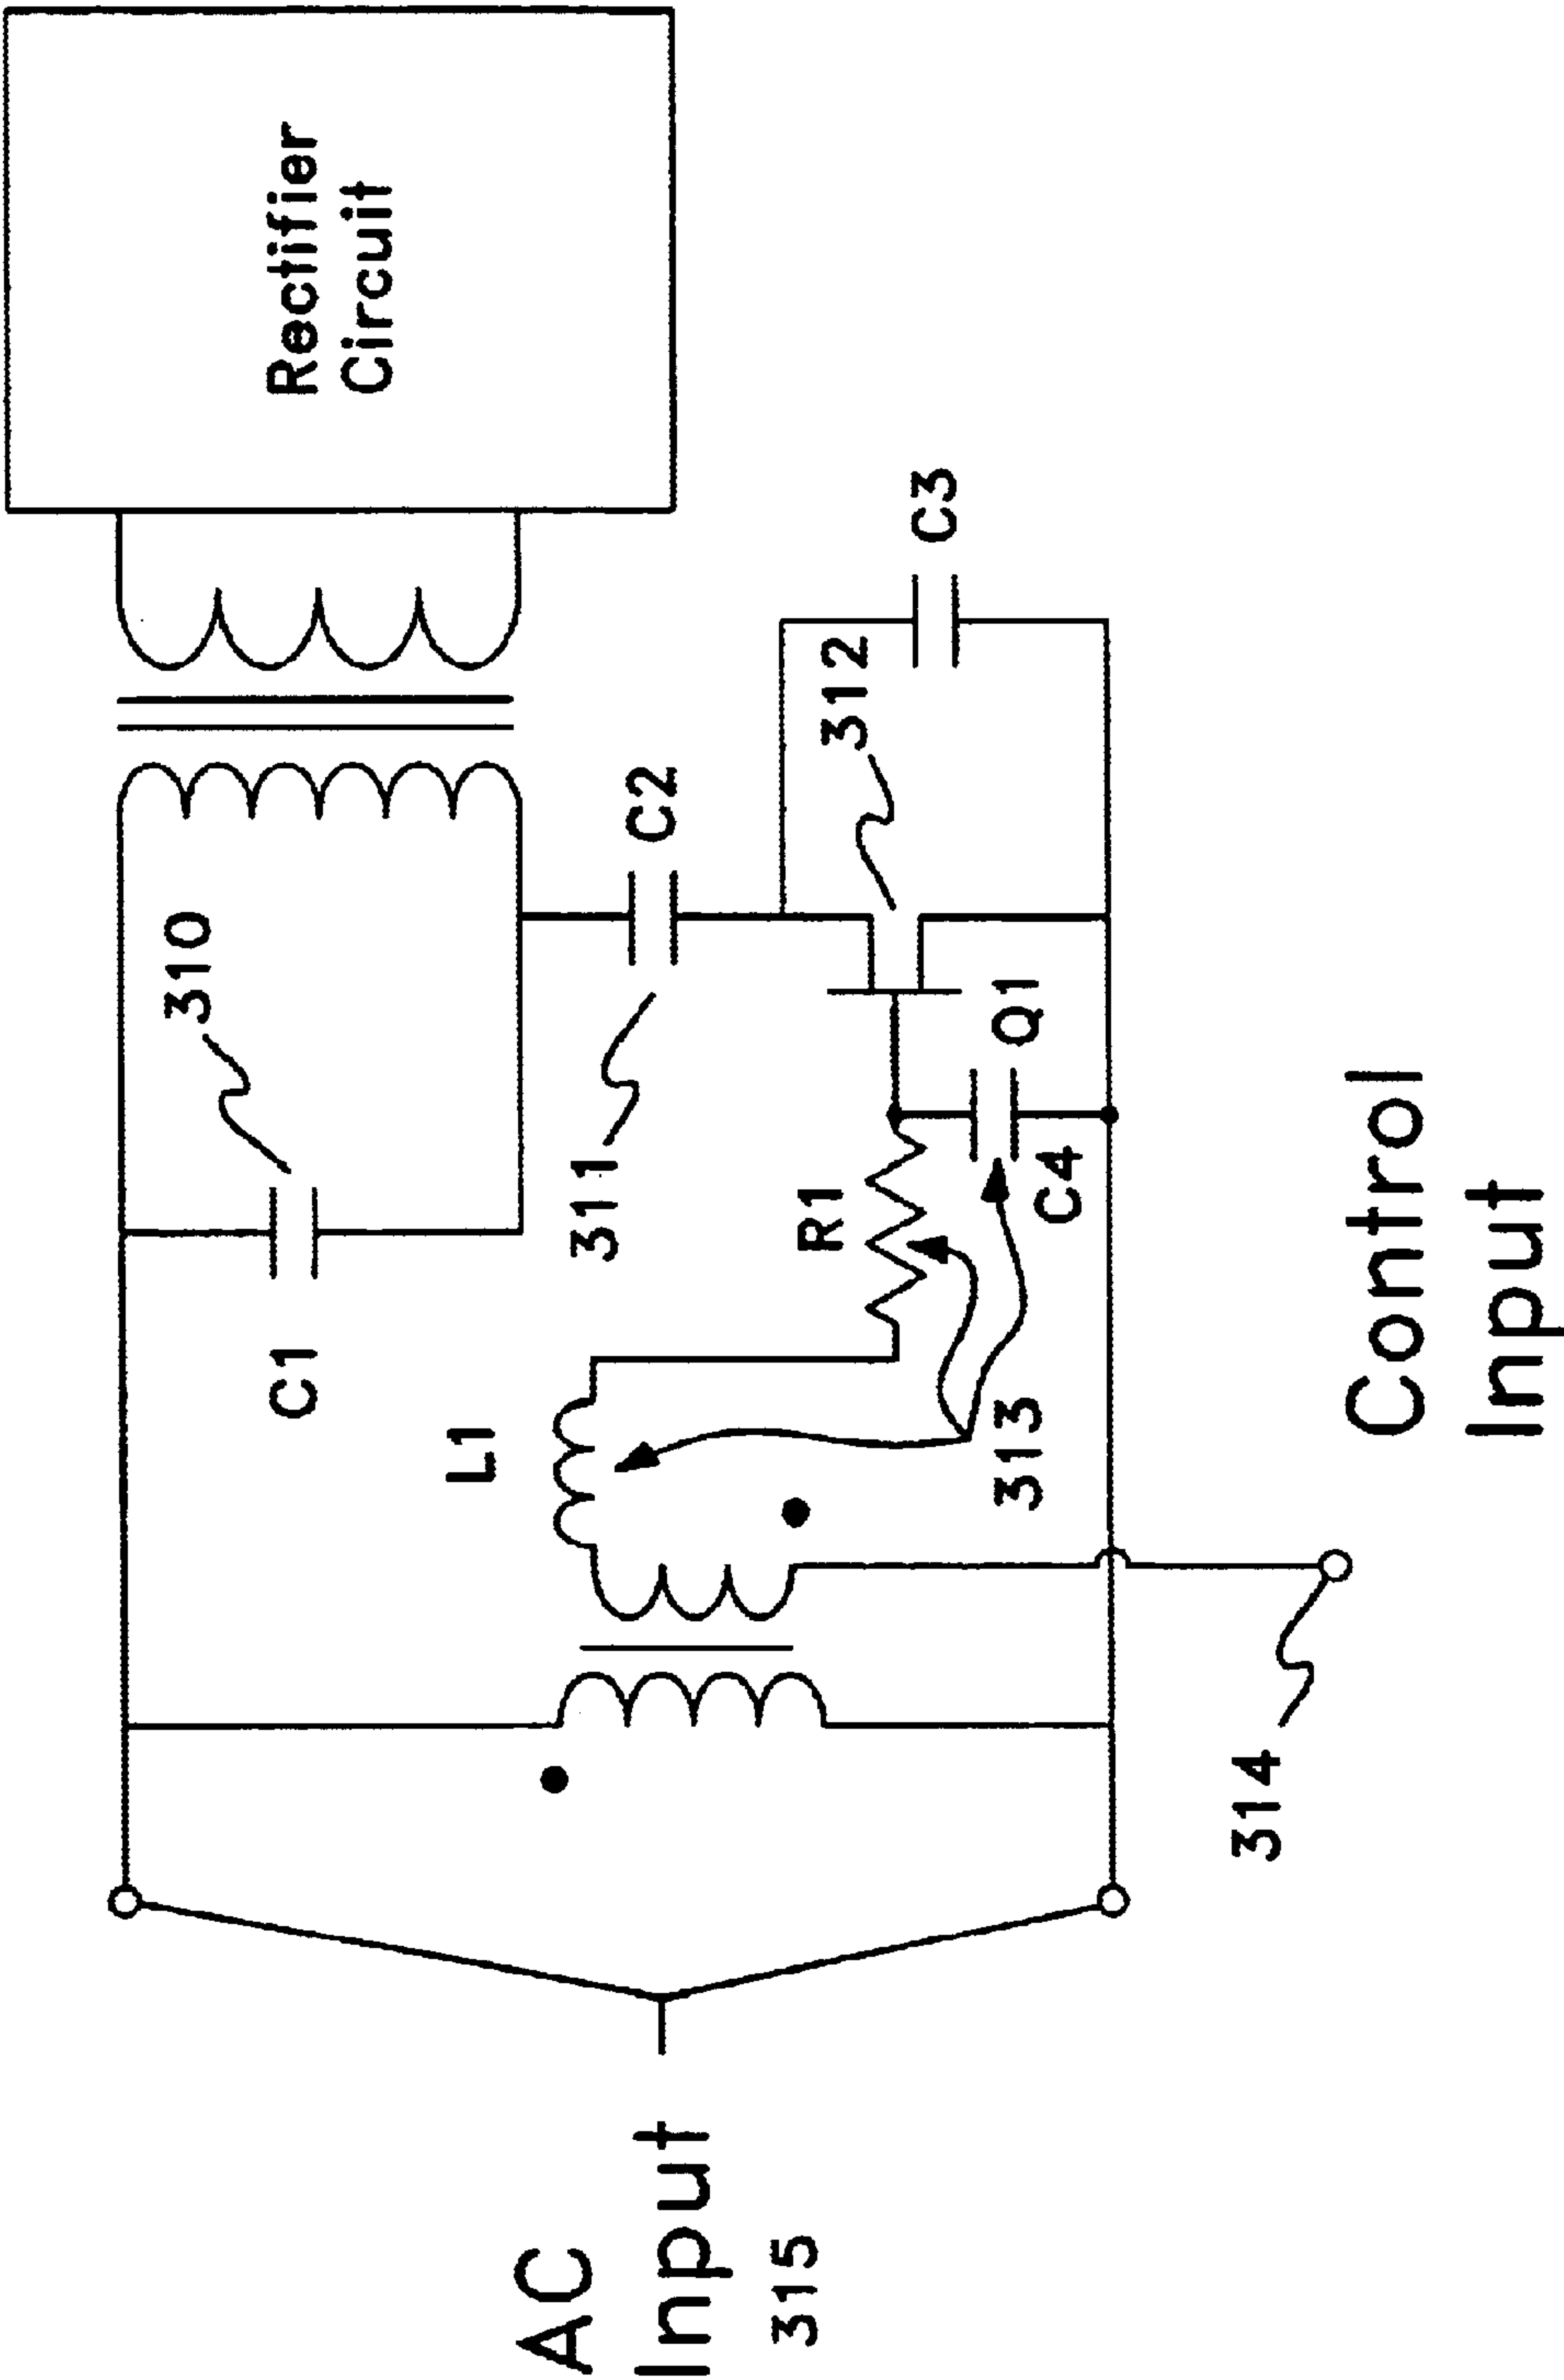 Rectifier
Circuit
310
C1
C2
311
L1
R1
312
C3
Q1
C4
313
AC
Input
315
314
Control
Input